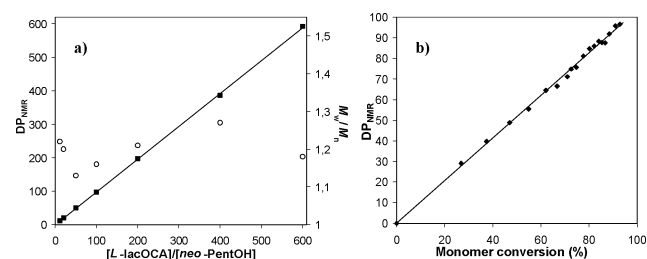 a)
600
500
400
300
200
100
0
DP_NMR
1,5
1,4
1,3
1,2
1,1
1
M_w / M_n
0 100 200 300 400 500 600
[L-lacOCA]/[neo-PentOH]
b)
100
90
80
70
60
50
40
30
20
10
0
DP_NMR
0 20 40 60 80 100
Monomer conversion (%)